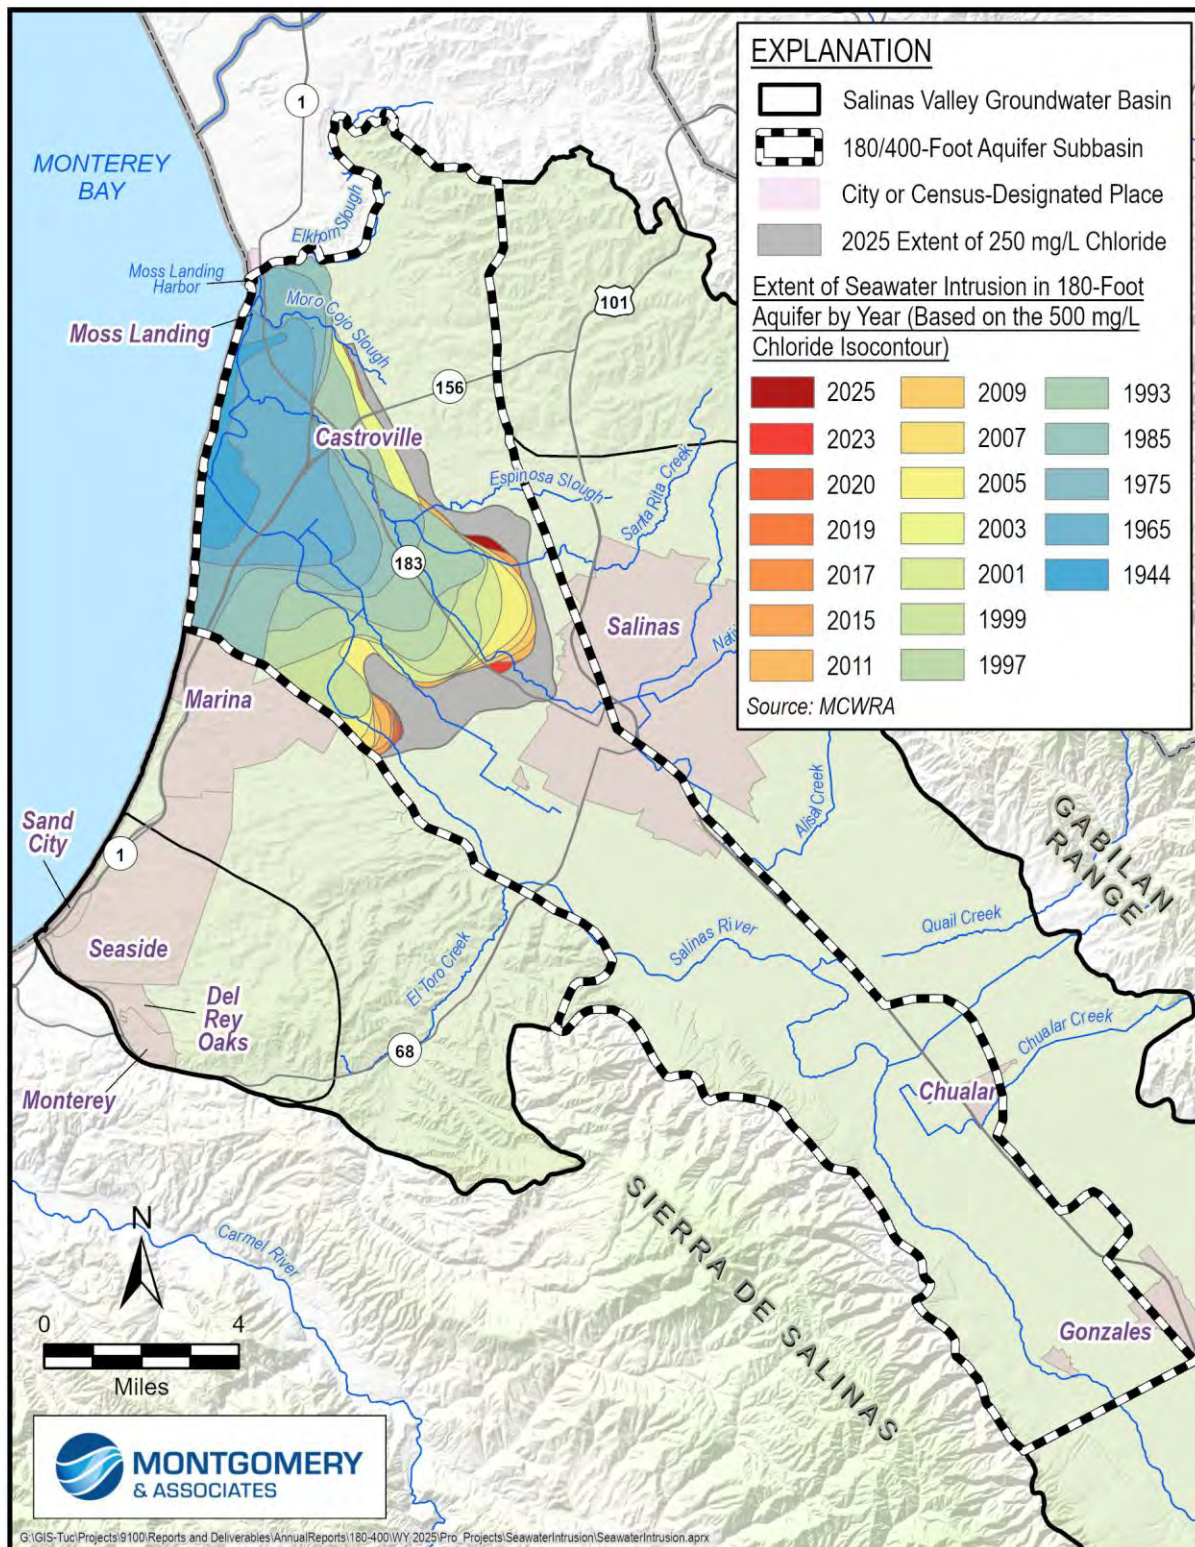 EXPLANATION
Salinas Valley Groundwater Basin
180/400-Foot Aquifer Subbasin
City or Census-Designated Place
2025 Extent of 250 mg/L Chloride
Extent of Seawater Intrusion in 180-Foot
Aquifer by Year (Based on the 500 mg/L
Chloride Isocontour)
2025
2023
2020
2019
2017
2015
2011
2009
2007
2005
2003
2001
1999
1997
1993
1985
1975
1965
1944
Source: MCWRA
1
MONTEREY
BAY
Elkhorn Slough
Moss Landing
Harbor
Moss Landing
Moro Cojo Slough
101
156
Castroville
Espinosa Slough
Santa Rita Creek
183
Salinas
Nati
Marina
Alisal Creek
GABILAN
RANGE
Sand
City
1
Seaside
Quail Creek
Salinas River
El Toro Creek
Del
Rey
Oaks
Chualar Creek
68
Monterey
Chualar
SIERRA DE SALINAS
N
Carmel River
0 4
Miles
Gonzales
MONTGOMERY
& ASSOCIATES
G:\GIS-Tuc\Projects\9100\Reports and Deliverables\AnnualReports\180-400\WY 2025\Pro_Projects\SeawaterIntrusion\SeawaterIntrusion.aprx